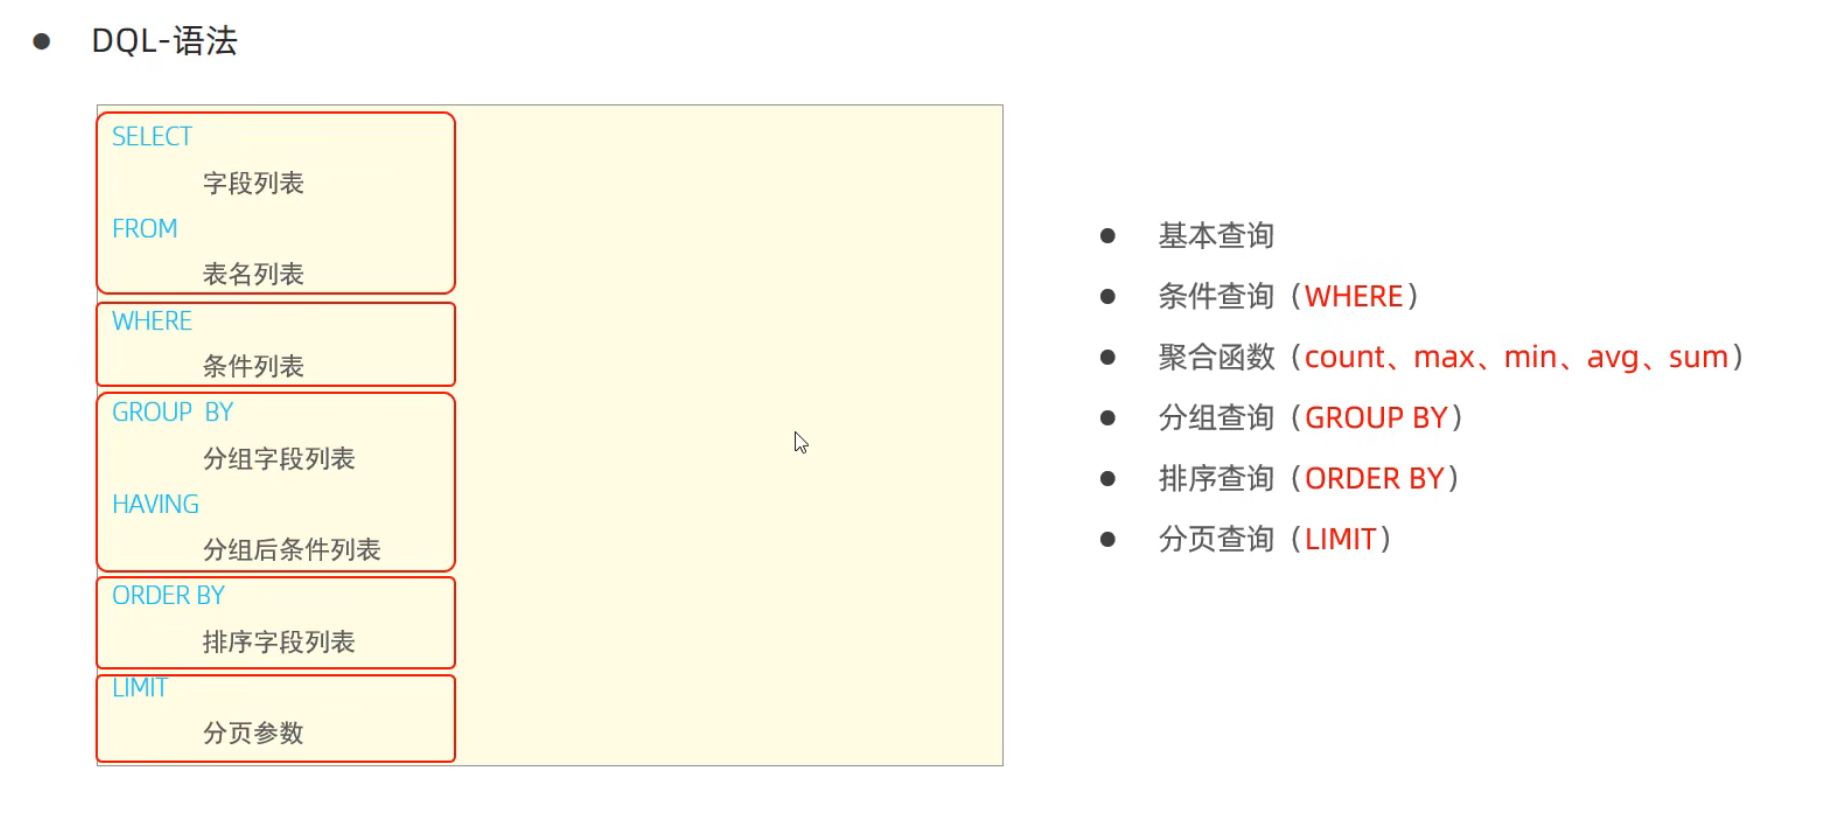 DQL-语法
SELECT
字段列表
FROM
表名列表
WHERE
条件列表
GROUP BY
分组字段列表
HAVING
分组后条件列表
ORDER BY
排序字段列表
LIMIT
分页参数
基本查询
条件查询（WHERE）
聚合函数（count、max、min、avg、sum）
分组查询（GROUP BY）
排序查询（ORDER BY）
分页查询（LIMIT）